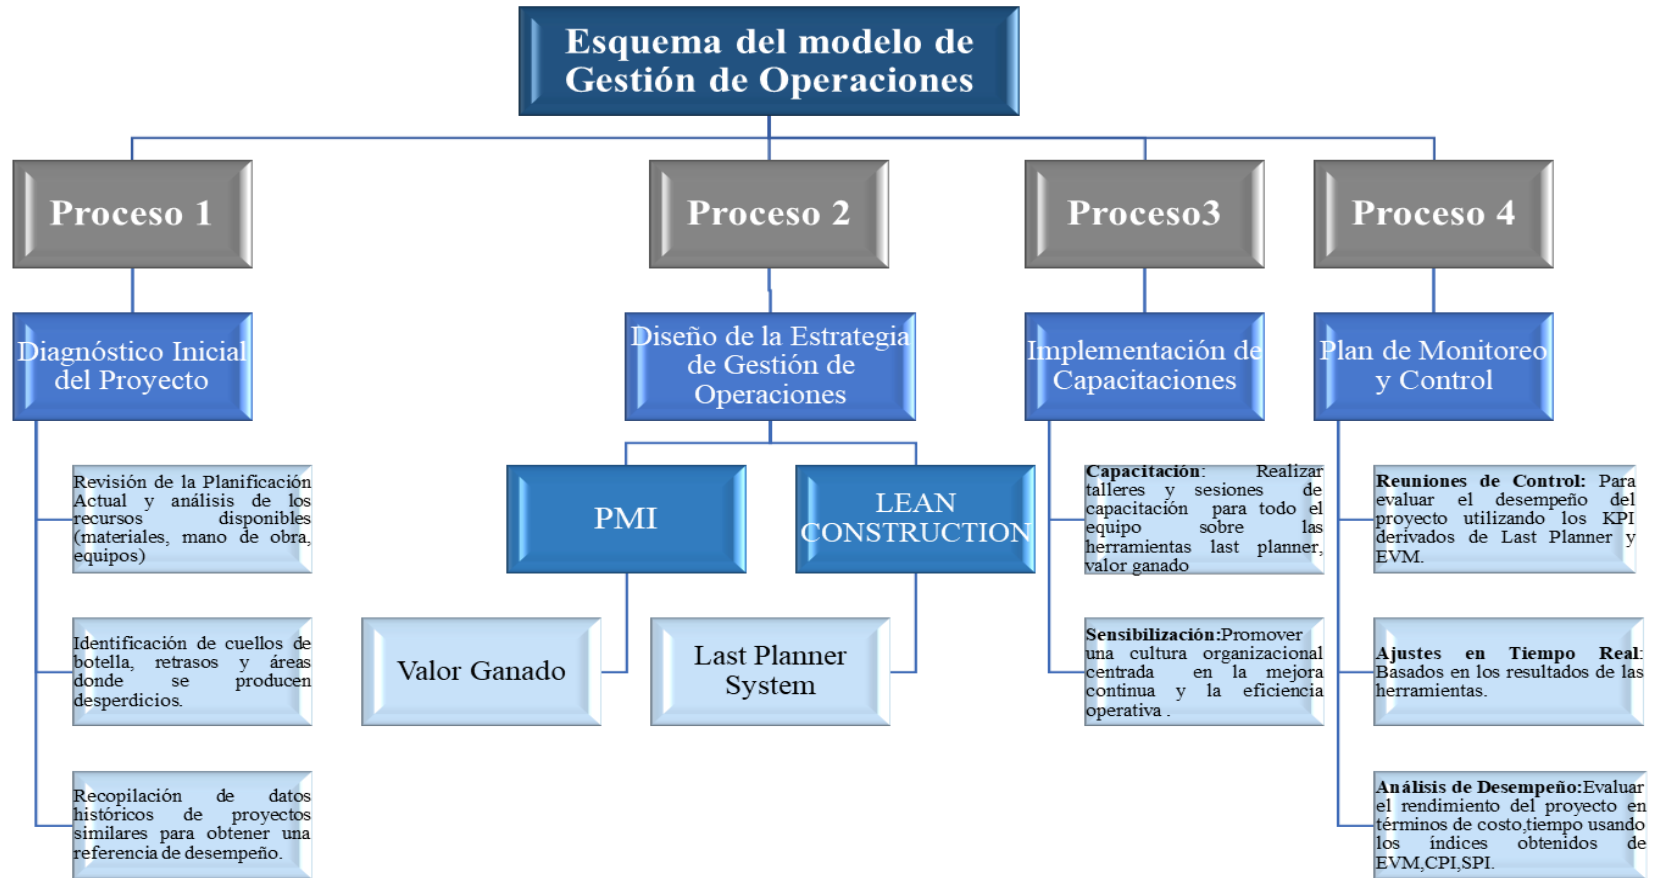 Esquema del modelo de
Gestión de Operaciones
Proceso 1
Proceso 2
Proceso3
Proceso 4
Diagnóstico Inicial
del Proyecto
Diseño de la Estrategia
de Gestión de
Operaciones
Implementación de
Capacitaciones
Plan de Monitoreo
y Control
Revisión de la Planificación
Actual y análisis de los
recursos disponibles
(materiales, mano de obra,
equipos)
PMI
LEAN
CONSTRUCTION
Capacitación: Realizar
talleres y sesiones de
capacitación para todo el
equipo sobre las
herramientas last planner,
valor ganado
Reuniones de Control: Para
evaluar el desempeño del
proyecto utilizando los KPI
derivados de Last Planner y
EVM.
Identificación de cuellos de
botella, retrasos y áreas
donde se producen
desperdicios.
Valor Ganado
Last Planner
System
Sensibilización:Promover
una cultura organizacional
centrada en la mejora
continua y la eficiencia
operativa .
Ajustes en Tiempo Real:
Basados en los resultados de las
herramientas.
Recopilación de datos
históricos de proyectos
similares para obtener una
referencia de desempeño.
Análisis de Desempeño:Evaluar
el rendimiento del proyecto en
términos de costo,tiempo usando
los índices obtenidos de
EVM,CPI,SPI.